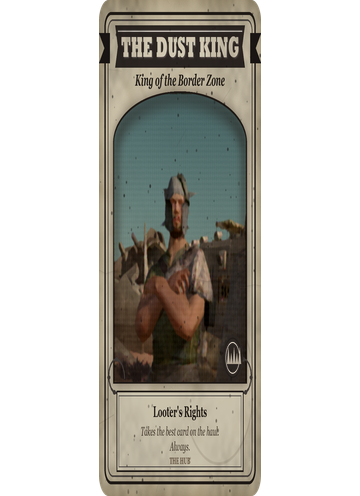 THE DUST KING
King of the Border Zone
Looter's Rights
Takes the best card on the haul:
Always.
THE HUB